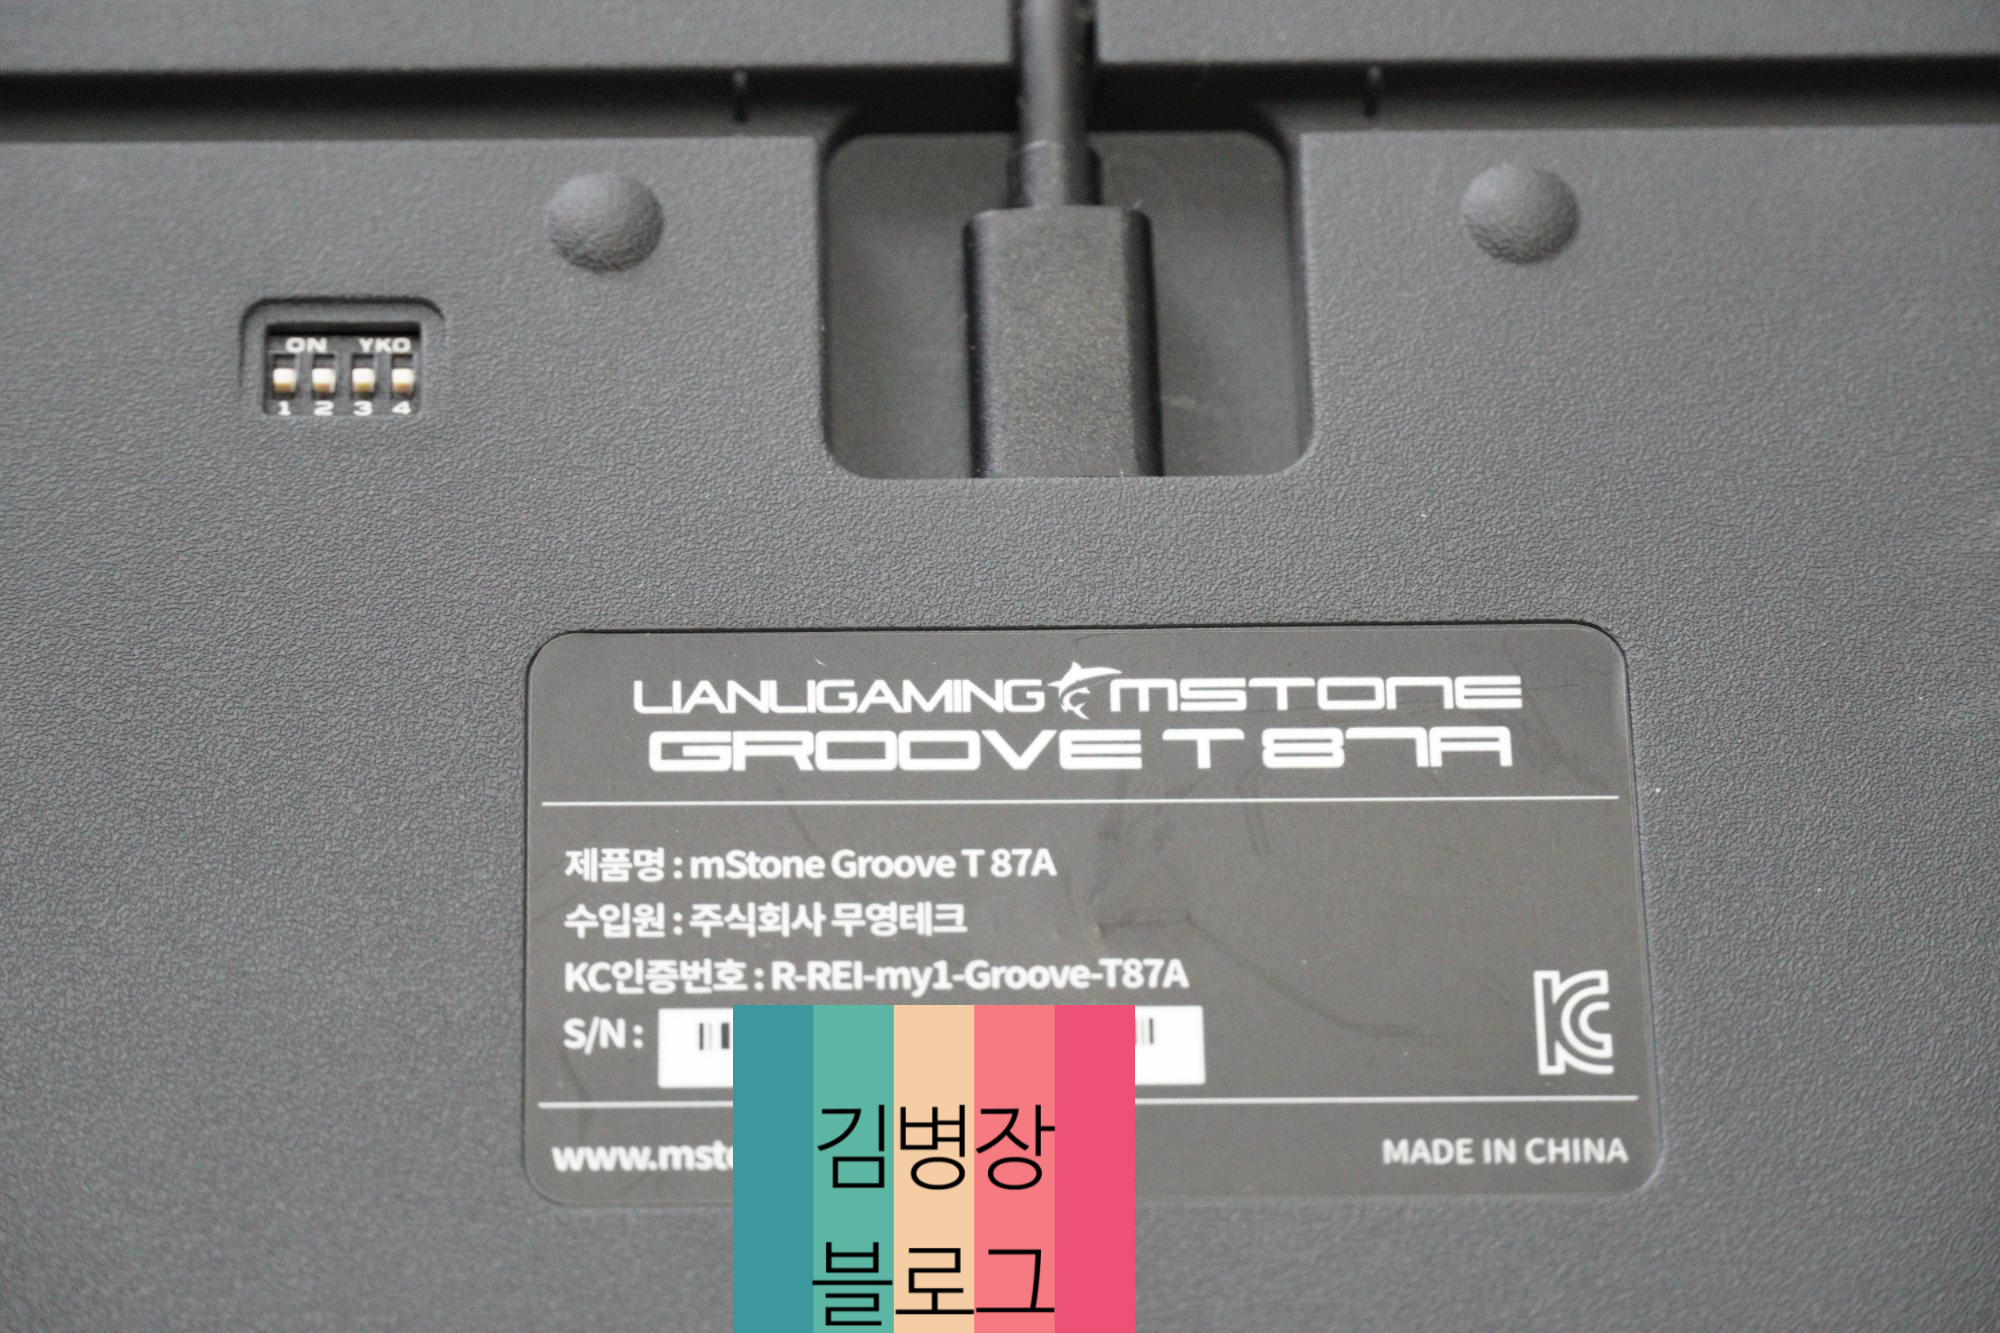 ON YKO
1 2 3 4
LIANLIGAMING MSTONE
GROOVE T 87A
제품명 : mStone Groove T 87A
수입원 : 주식회사 무영테크
KC인증번호 : R-REI-my1-Groove-T87A
S/N :
KC
www.mst
MADE IN CHINA
김병장
블로그